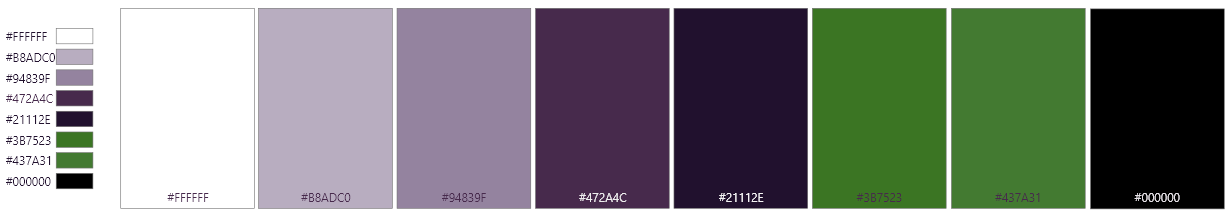 #FFFFFF
#B8ADC0
#94839F
#472A4C
#21112E
#3B7523
#437A31
#000000
#FFFFFF
#B8ADC0
#94839F
#472A4C
#21112E
#3B7523
#437A31
#000000